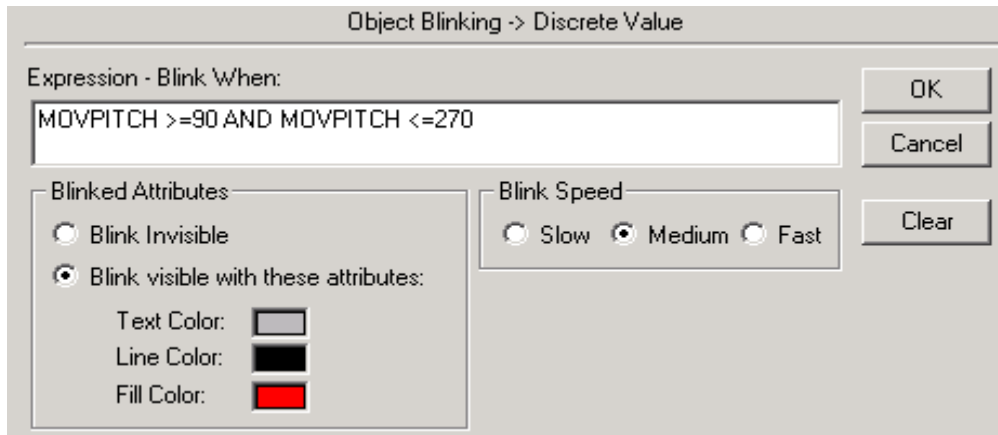 Object Blinking -> Discrete Value
Expression - Blink When:
MOVPITCH >=90 AND MOVPITCH <=270
OK
Cancel
Clear
Blinked Attributes
Blink Invisible
Blink visible with these attributes:
Text Color:
Line Color:
Fill Color:
Blink Speed
Slow Medium Fast